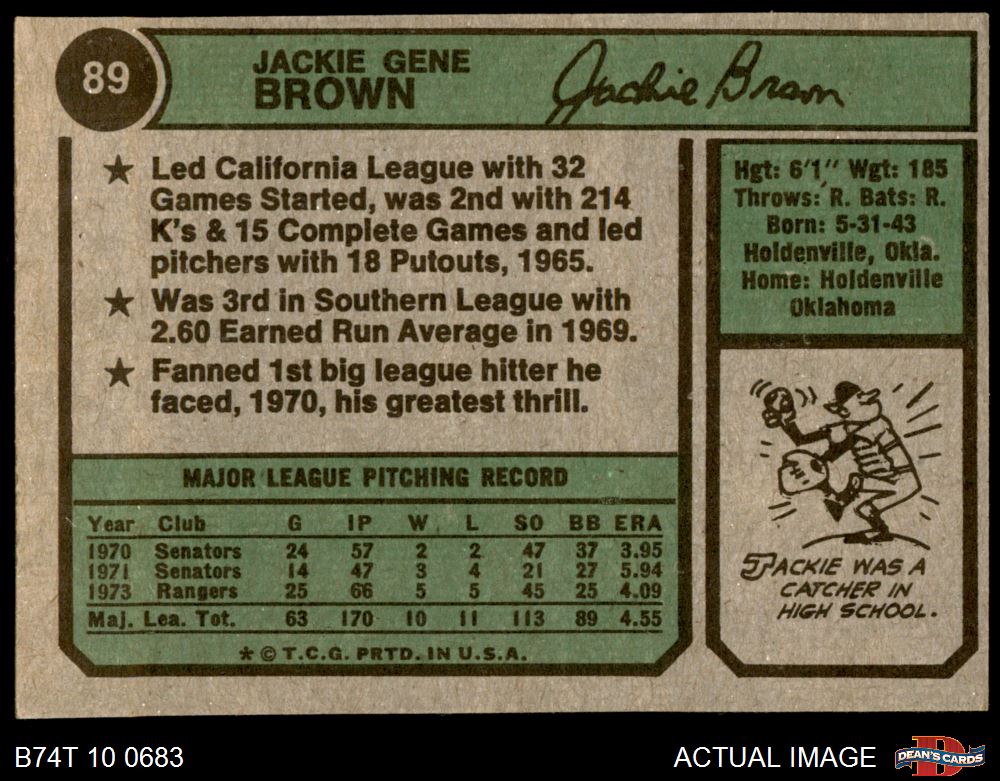 89
JACKIE GENE
BROWN
Jackie Brown
★ Led California League with 32
Games Started, was 2nd with 214
K's & 15 Complete Games and led
pitchers with 18 Putouts, 1965.
★ Was 3rd in Southern League with
2.60 Earned Run Average in 1969.
★ Fanned 1st big league hitter he
faced, 1970, his greatest thrill.
MAJOR LEAGUE PITCHING RECORD
Year Club G IP W L SO BB ERA
1970 Senators 24 57 2 2 47 37 3.95
1971 Senators 14 47 3 4 21 27 5.94
1973 Rangers 25 66 5 5 45 25 4.09
Maj. Lea. Tot. 63 170 10 11 113 89 4.55
* © T.C.G. PRTD. IN U.S.A.
Hgt: 6'1" Wgt: 185
Throws: R. Bats: R.
Born: 5-31-43
Holdenville, Okla.
Home: Holdenville
Oklahoma
JACKIE WAS A
CATCHER IN
HIGH SCHOOL.
B74T 10 0683
ACTUAL IMAGE
D
DEAN'S CARDS